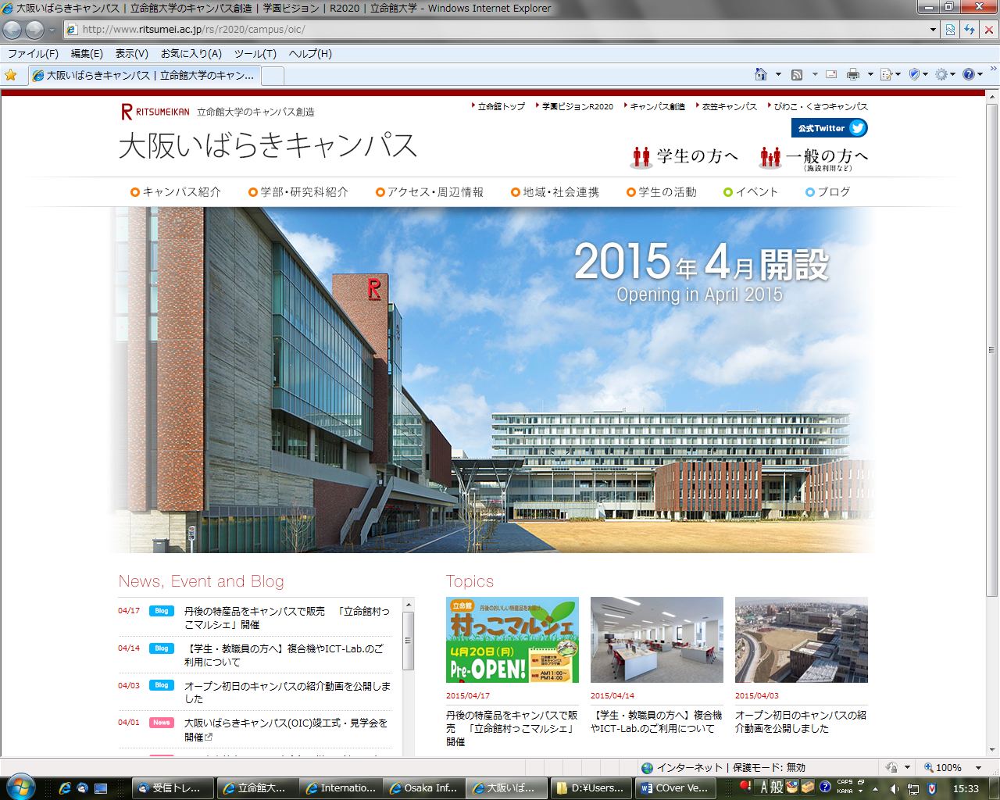 大阪いばらきキャンパス | 立命館大学のキャンパス創造 | 学園ビジョン | R2020 | 立命館大学 - Windows Internet Explorer
http://www.ritsumei.ac.jp/rs/r2020/campus/oic/
ファイル(F) 編集(E) 表示(V) お気に入り(A) ツール(T) ヘルプ(H)
大阪いばらきキャンパス | 立命館大学のキャン...
R RITSUMEIKAN 立命館大学のキャンパス創造
立命館トップ 学園ビジョンR2020 キャンパス創造 衣笠キャンパス びわこ・くさつキャンパス
公式Twitter
大阪いばらきキャンパス
学生の方へ 一般の方へ
(施設利用など)
キャンパス紹介 学部・研究科紹介 アクセス・周辺情報 地域・社会連携 学生の活動 イベント ブログ
R
2015年4月開設
Opening in April 2015
News, Event and Blog
04/17 Blog 丹後の特産品をキャンパスで販売 「立命館村っ
こマルシェ」開催
04/14 Blog 【学生・教職員の方へ】複合機やICT-Lab.のご
利用について
04/03 Blog オープン初日のキャンパスの紹介動画を公開しま
した
04/01 News 大阪いばらきキャンパス(OIC)竣工式・見学会を
開催
Topics
立命館 丹後のおいしい特産品をお届け
村っこマルシェ
4月20日(月)
Pre-OPEN!
場所
時間 AM11:00~
PM14:00
2015/04/17
丹後の特産品をキャンパスで販
売 「立命館村っこマルシェ」
開催
2015/04/14
【学生・教職員の方へ】複合機
やICT-Lab.のご利用について
2015/04/03
オープン初日のキャンパスの紹
介動画を公開しました
インターネット | 保護モード: 無効 100%
受信トレ... 立命館大... Internatio... Osaka Inf... 大阪いば... D:¥Users... COver Ve... A 般 CAPS KANA 15:33